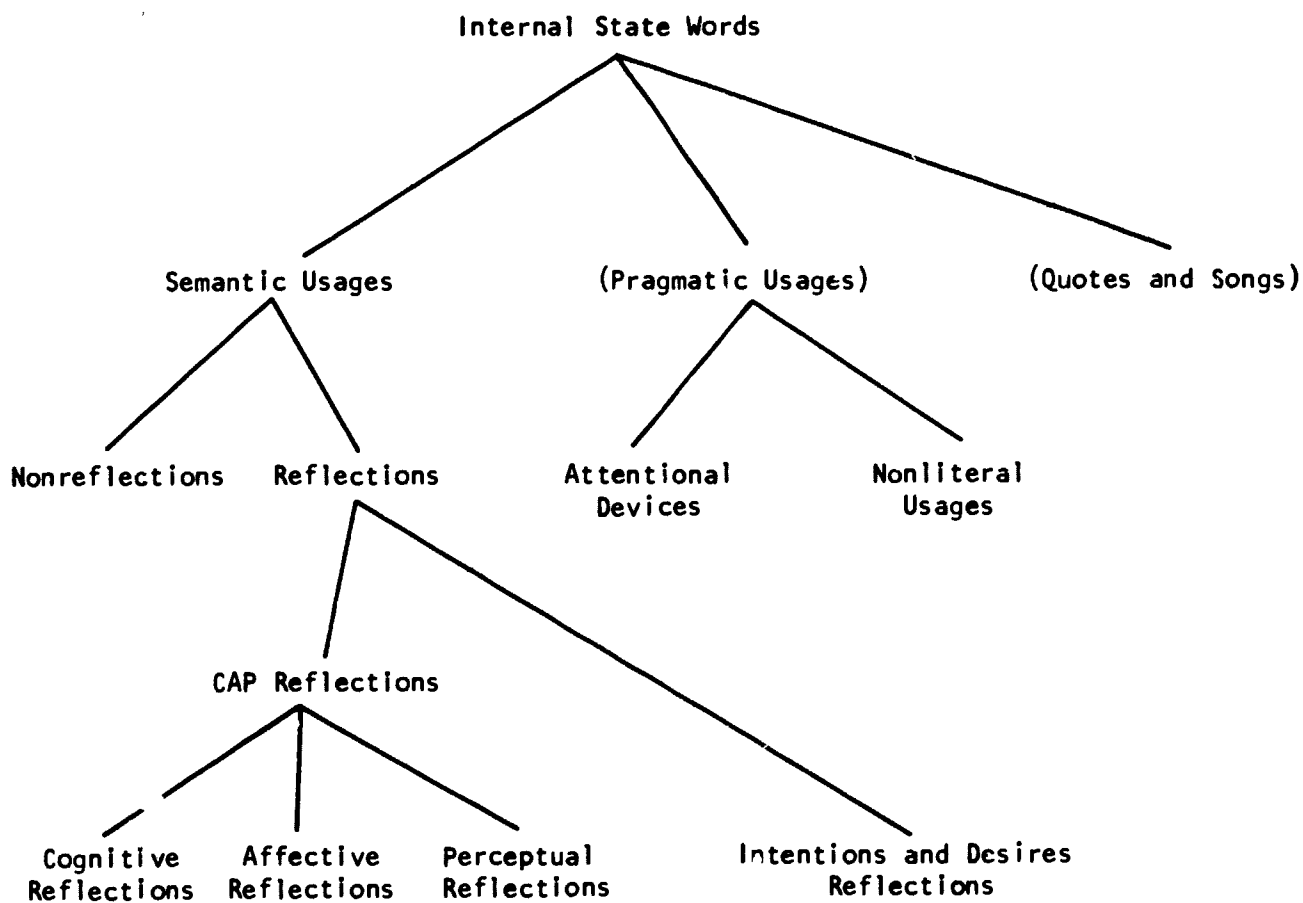 Internal State Words
Semantic Usages
(Pragmatic Usages)
(Quotes and Songs)
Nonreflections
Reflections
Attentional
Devices
Nonliteral
Usages
CAP Reflections
Cognitive
Reflections
Affective
Reflections
Perceptual
Reflections
Intentions and Desires
Reflections